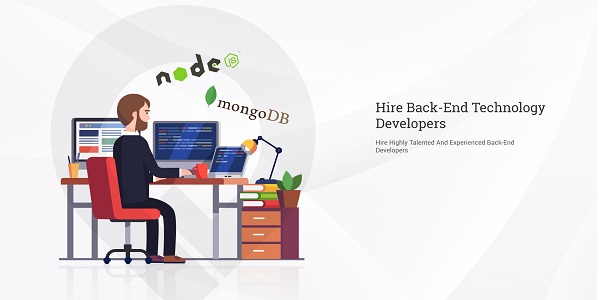 node
JS
mongoDB
Hire Back-End Technology
Developers
Hire Highly Talented And Experienced Back-End
Developers